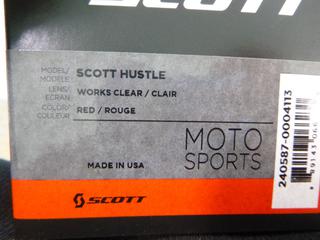 SCOTT
MODEL/ MODELE SCOTT HUSTLE
LENS/ ECRAN WORKS CLEAR / CLAIR
COLOR/ COULEUR RED / ROUGE
MOTO
SPORTS
MADE IN USA
SCOTT
240587-0004113